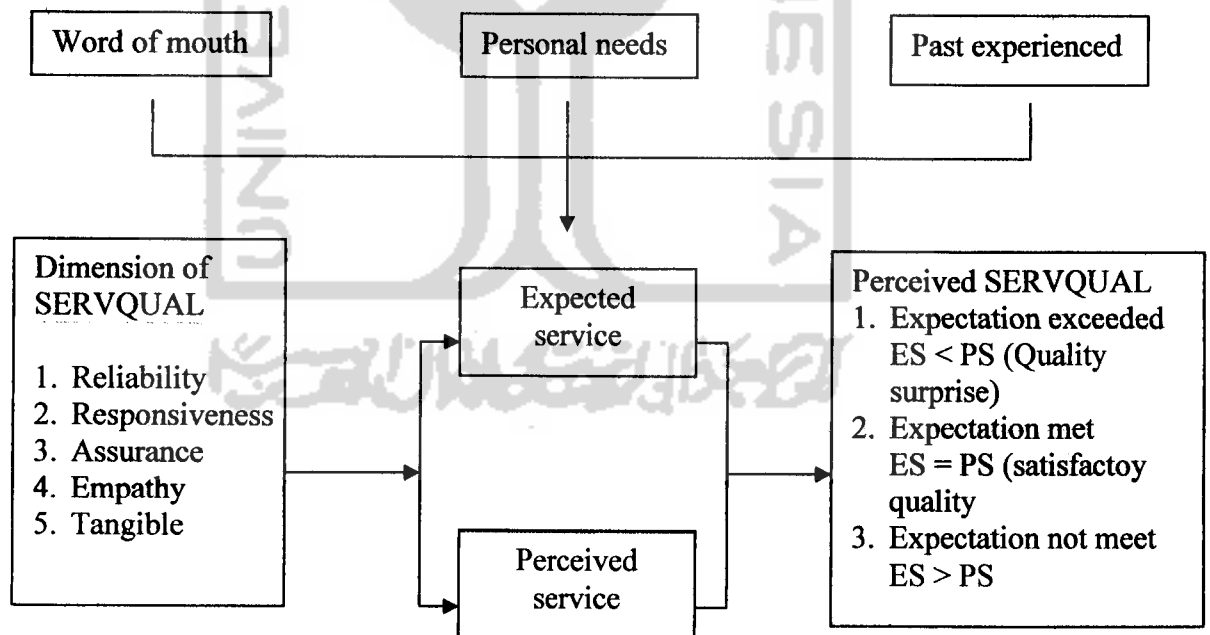 Word of mouth
Personal needs
Past experienced
Dimension of
SERVQUAL
1. Reliability
2. Responsiveness
3. Assurance
4. Empathy
5. Tangible
Expected
service
Perceived
service
Perceived SERVQUAL
1. Expectation exceeded
ES < PS (Quality
surprise)
2. Expectation met
ES = PS (satisfactoy
quality
3. Expectation not meet
ES > PS